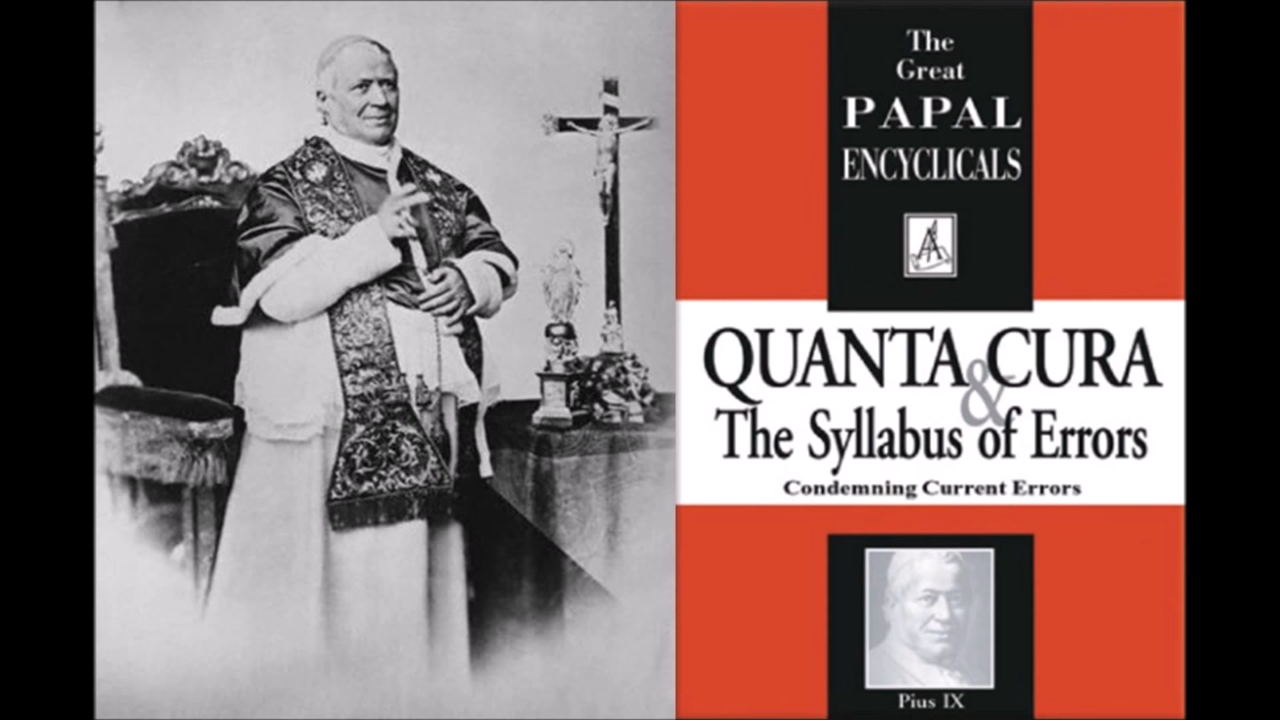 The
Great
PAPAL
ENCYCLICALS
QUANTA & CURA
The Syllabus of Errors
Condemning Current Errors
Pius IX